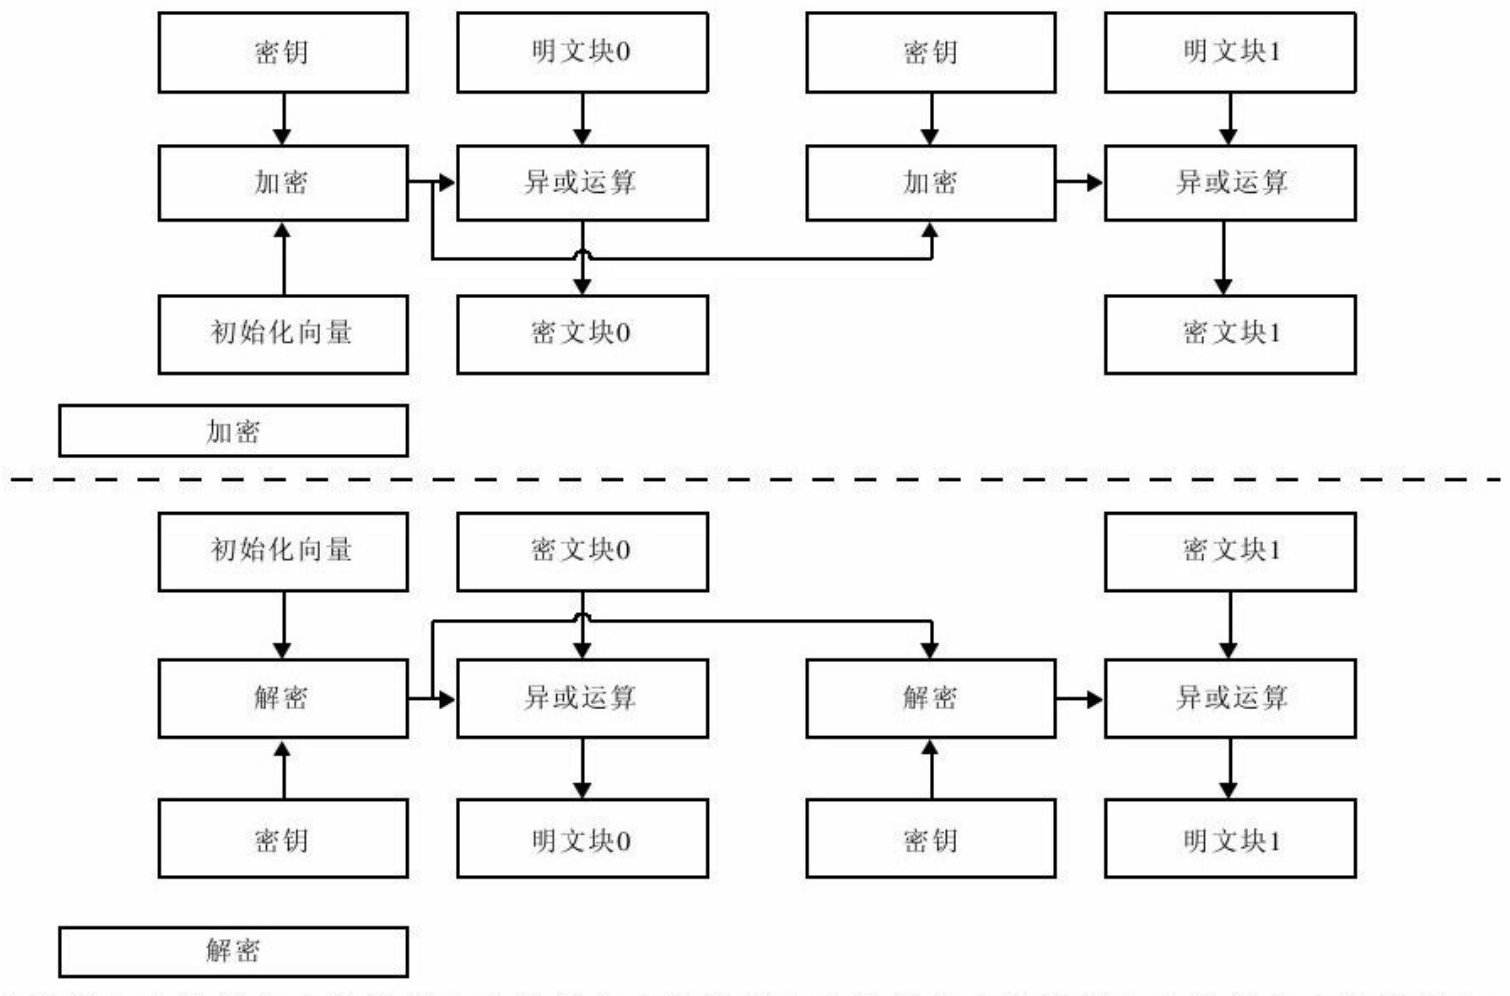 密钥
明文块0
密钥
明文块1
加密
异或运算
加密
异或运算
初始化向量
密文块0
密文块1
加密
初始化向量
密文块0
密文块1
解密
异或运算
解密
异或运算
密钥
明文块0
密钥
明文块1
解密